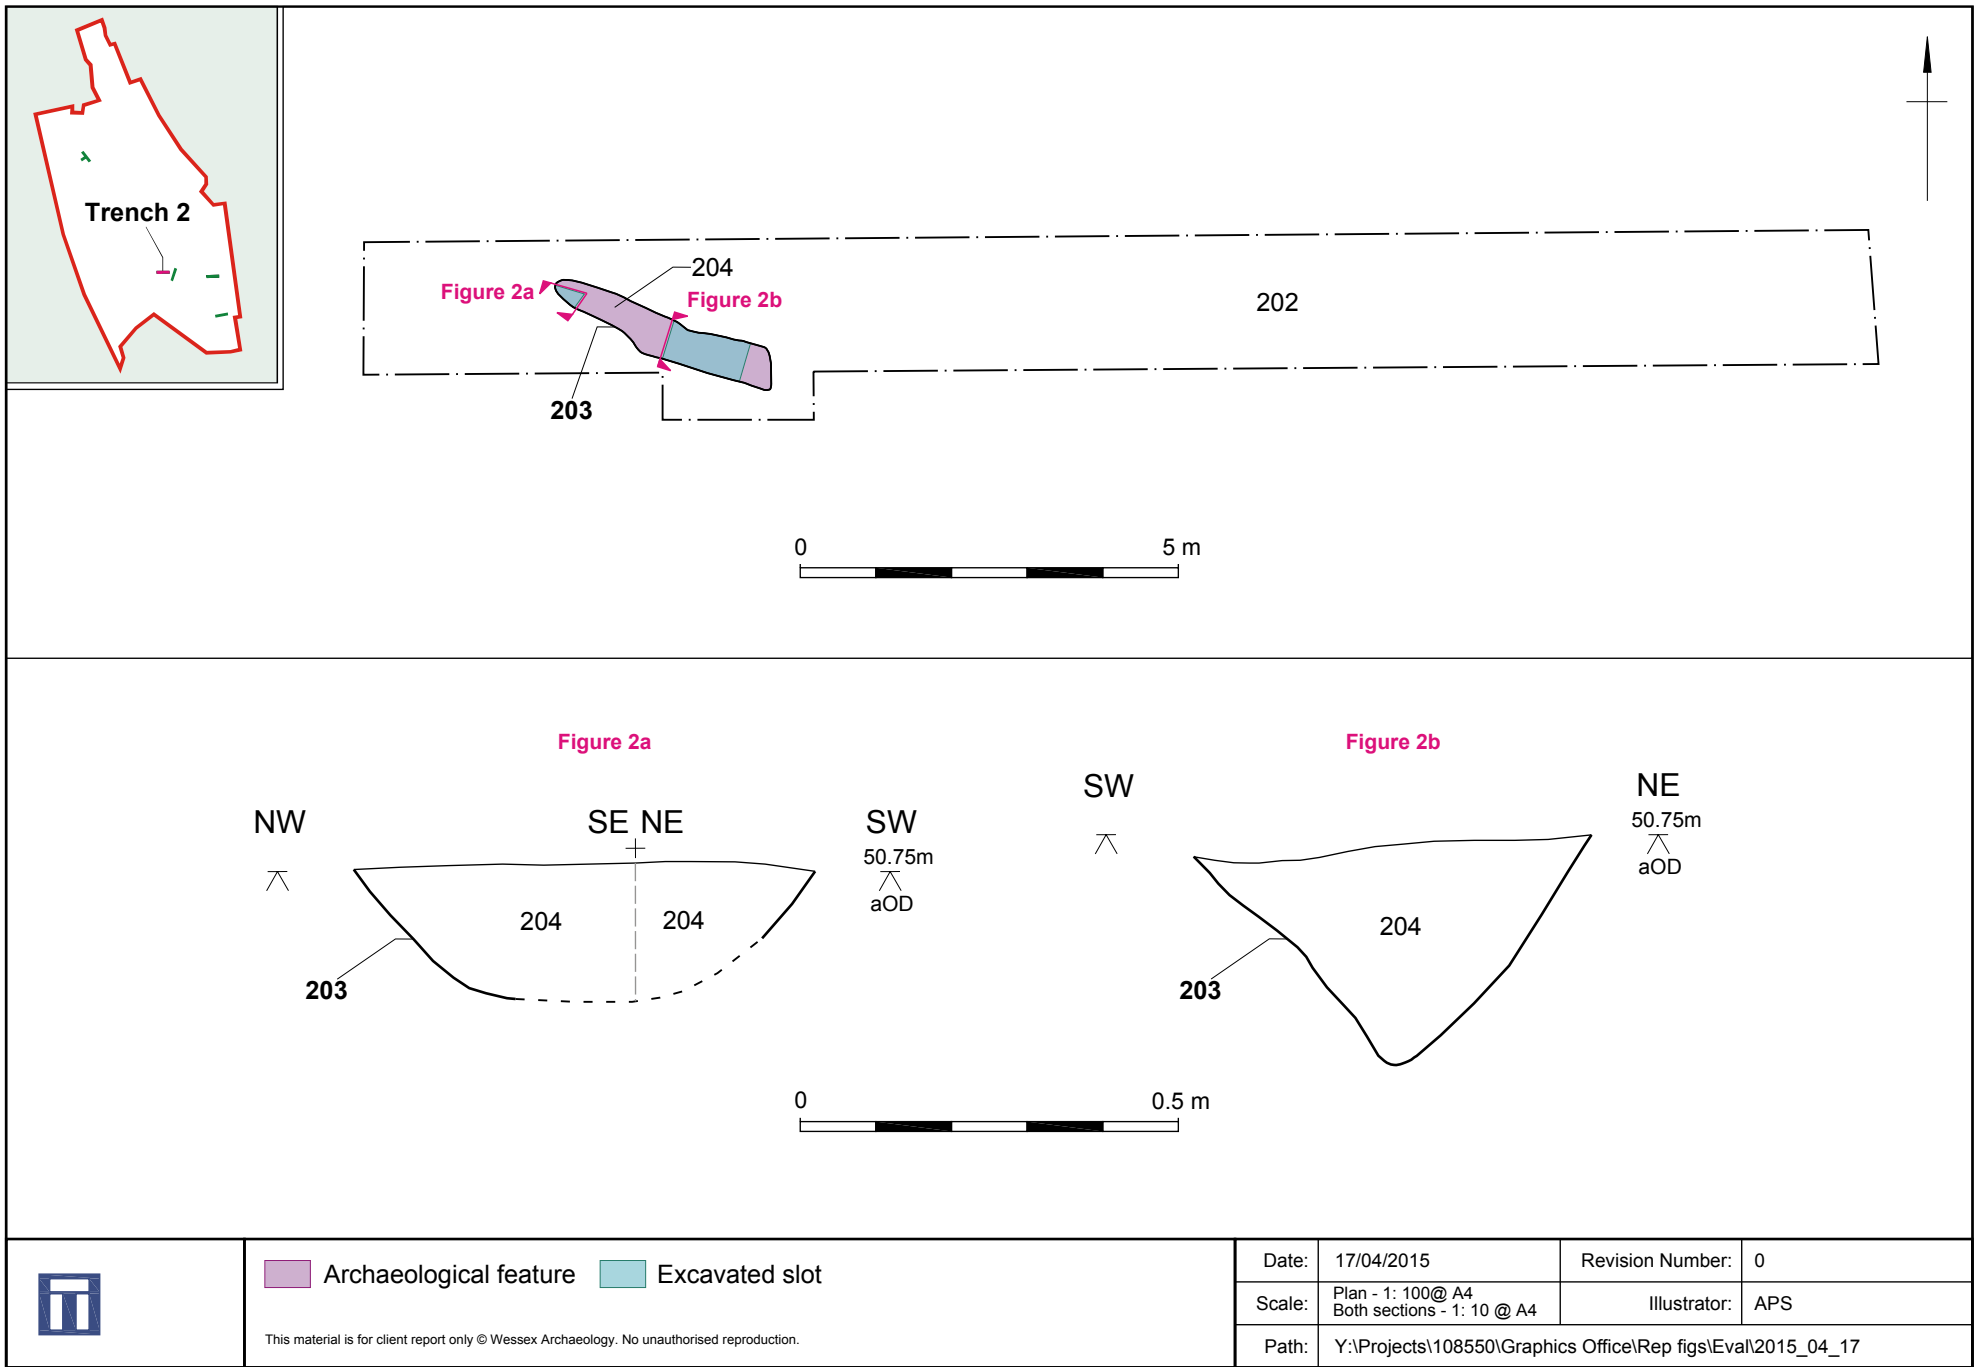 Trench 2
204
Figure 2a
Figure 2b
202
203
0 5 m
Figure 2a
Figure 2b
NW
SE NE
SW
50.75m
aOD
204
204
203
SW
NE
50.75m
aOD
204
203
0 0.5 m
Archaeological feature
Excavated slot
This material is for client report only © Wessex Archaeology. No unauthorised reproduction.
Date: 17/04/2015
Revision Number: 0
Scale: Plan - 1: 100@ A4
Both sections - 1: 10 @ A4
Illustrator: APS
Path: Y:\Projects\108550\Graphics Office\Rep figs\Eval\2015_04_17